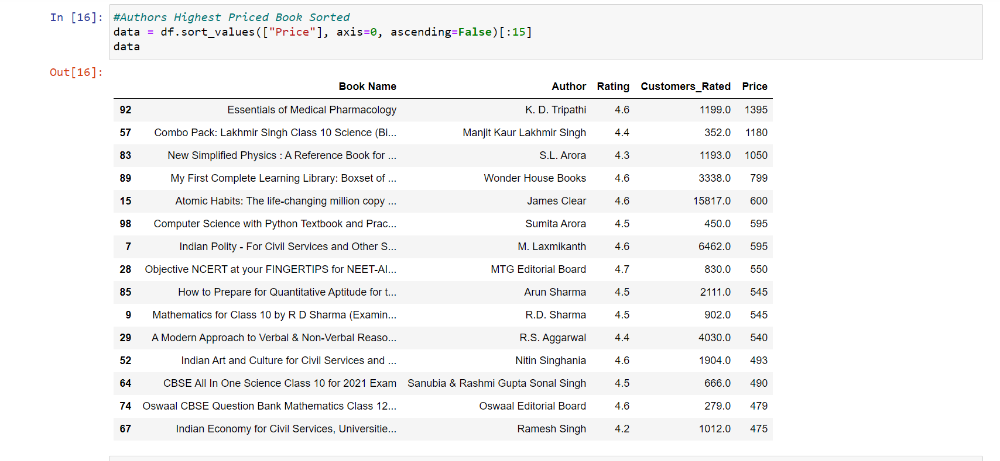 In [16]: #Authors Highest Priced Book Sorted
data = df.sort_values(["Price"], axis=0, ascending=False)[:15]
data
Out[16]:
Book Name Author Rating Customers_Rated Price
92 Essentials of Medical Pharmacology K. D. Tripathi 4.6 1199.0 1395
57 Combo Pack: Lakhmir Singh Class 10 Science (Bi... Manjit Kaur Lakhmir Singh 4.4 352.0 1180
83 New Simplified Physics : A Reference Book for ... S.L. Arora 4.3 1193.0 1050
89 My First Complete Learning Library: Boxset of ... Wonder House Books 4.6 3338.0 799
15 Atomic Habits: The life-changing million copy ... James Clear 4.6 15817.0 600
98 Computer Science with Python Textbook and Prac... Sumita Arora 4.5 450.0 595
7 Indian Polity - For Civil Services and Other S... M. Laxmikanth 4.6 6462.0 595
28 Objective NCERT at your FINGERTIPS for NEET-AI... MTG Editorial Board 4.7 830.0 550
85 How to Prepare for Quantitative Aptitude for t... Arun Sharma 4.5 2111.0 545
9 Mathematics for Class 10 by R D Sharma (Examin... R.D. Sharma 4.5 902.0 545
29 A Modern Approach to Verbal & Non-Verbal Reaso... R.S. Aggarwal 4.4 4030.0 540
52 Indian Art and Culture for Civil Services and ... Nitin Singhania 4.6 1904.0 493
64 CBSE All In One Science Class 10 for 2021 Exam Sanubia & Rashmi Gupta Sonal Singh 4.5 666.0 490
74 Oswaal CBSE Question Bank Mathematics Class 12... Oswaal Editorial Board 4.6 279.0 479
67 Indian Economy for Civil Services, Universitie... Ramesh Singh 4.2 1012.0 475